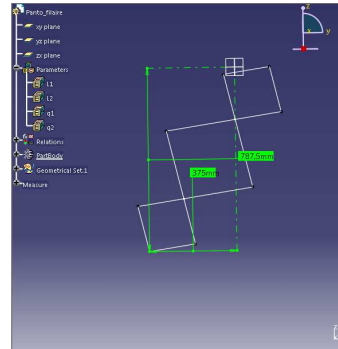 Panto_filaire
xy plane
yz plane
zx plane
Parameters
l1
l2
q1
q2
Relations
PartBody
Geometrical Set.1
Measure
z
x
y
787,5mm
375mm